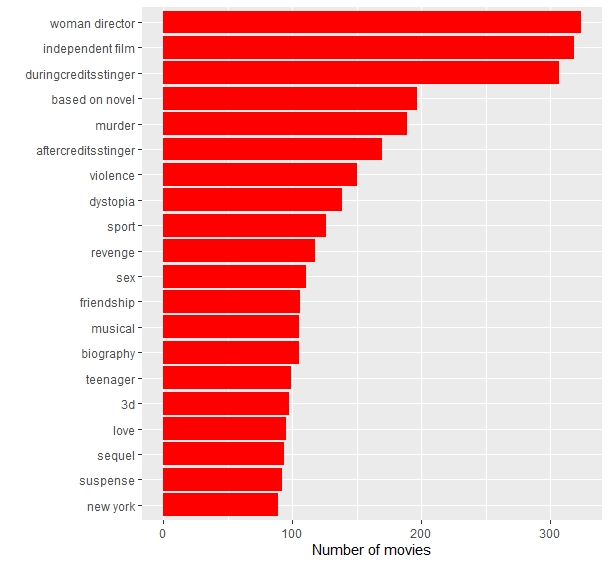 woman director
independent film
duringcreditsstinger
based on novel
murder
aftercreditsstinger
violence
dystopia
sport
revenge
sex
friendship
musical
biography
teenager
3d
love
sequel
suspense
new york
0 100 200 300
Number of movies